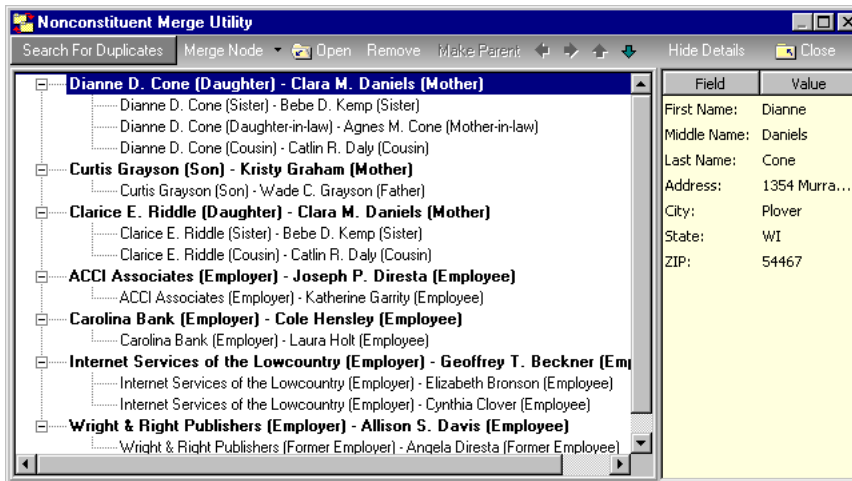 Nonconstituent Merge Utility
Search For Duplicates Merge Node Open Remove Make Parent Hide Details Close
Dianne D. Cone (Daughter) - Clara M. Daniels (Mother)
Dianne D. Cone (Sister) - Bebe D. Kemp (Sister)
Dianne D. Cone (Daughter-in-law) - Agnes M. Cone (Mother-in-law)
Dianne D. Cone (Cousin) - Catlin R. Daly (Cousin)
Curtis Grayson (Son) - Kristy Graham (Mother)
Curtis Grayson (Son) - Wade C. Grayson (Father)
Clarice E. Riddle (Daughter) - Clara M. Daniels (Mother)
Clarice E. Riddle (Sister) - Bebe D. Kemp (Sister)
Clarice E. Riddle (Cousin) - Catlin R. Daly (Cousin)
ACCI Associates (Employer) - Joseph P. Diresta (Employee)
ACCI Associates (Employer) - Katherine Garrity (Employee)
Carolina Bank (Employer) - Cole Hensley (Employee)
Carolina Bank (Employer) - Laura Holt (Employee)
Internet Services of the Lowcountry (Employer) - Geoffrey T. Beckner (Em
Internet Services of the Lowcountry (Employer) - Elizabeth Bronson (Employee)
Internet Services of the Lowcountry (Employer) - Cynthia Clover (Employee)
Wright & Right Publishers (Employer) - Allison S. Davis (Employee)
Wright & Right Publishers (Former Employer) - Angela Diresta (Former Employee)
Field Value
First Name: Dianne
Middle Name: Daniels
Last Name: Cone
Address: 1354 Murra...
City: Plover
State: WI
ZIP: 54467